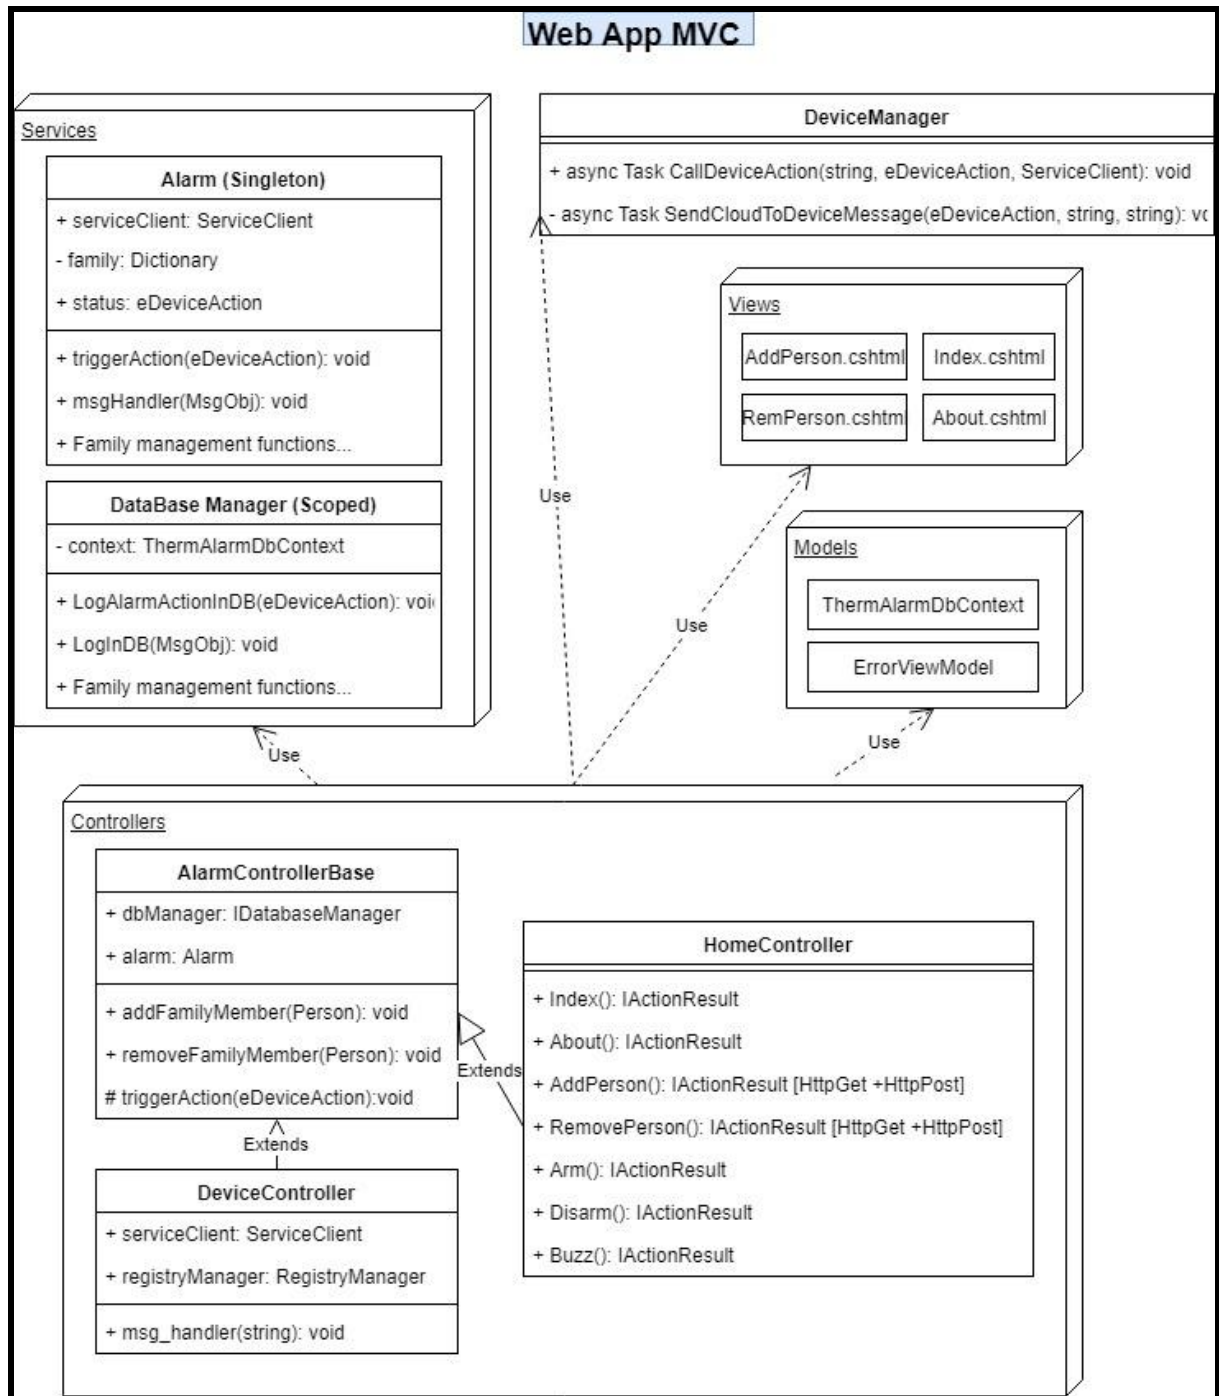 Web App MVC
Services
Alarm (Singleton)
+ serviceClient: ServiceClient
- family: Dictionary
+ status: eDeviceAction
+ triggerAction(eDeviceAction): void
+ msgHandler(MsgObj): void
+ Family management functions...
DataBase Manager (Scoped)
- context: ThermAlarmDbContext
+ LogAlarmActionInDB(eDeviceAction): voi
+ LogInDB(MsgObj): void
+ Family management functions...
DeviceManager
+ async Task CallDeviceAction(string, eDeviceAction, ServiceClient): void
- async Task SendCloudToDeviceMessage(eDeviceAction, string, string): vo
Views
AddPerson.cshtml
Index.cshtml
RemPerson.cshtml
About.cshtml
Models
ThermAlarmDbContext
ErrorViewModel
Use
Use
Use
Use
Controllers
AlarmControllerBase
+ dbManager: IDatabaseManager
+ alarm: Alarm
+ addFamilyMember(Person): void
+ removeFamilyMember(Person): void
# triggerAction(eDeviceAction):void
Extends
Extends
DeviceController
+ serviceClient: ServiceClient
+ registryManager: RegistryManager
+ msg_handler(string): void
HomeController
+ Index(): IActionResult
+ About(): IActionResult
+ AddPerson(): IActionResult [HttpGet +HttpPost]
+ RemovePerson(): IActionResult [HttpGet +HttpPost]
+ Arm(): IActionResult
+ Disarm(): IActionResult
+ Buzz(): IActionResult